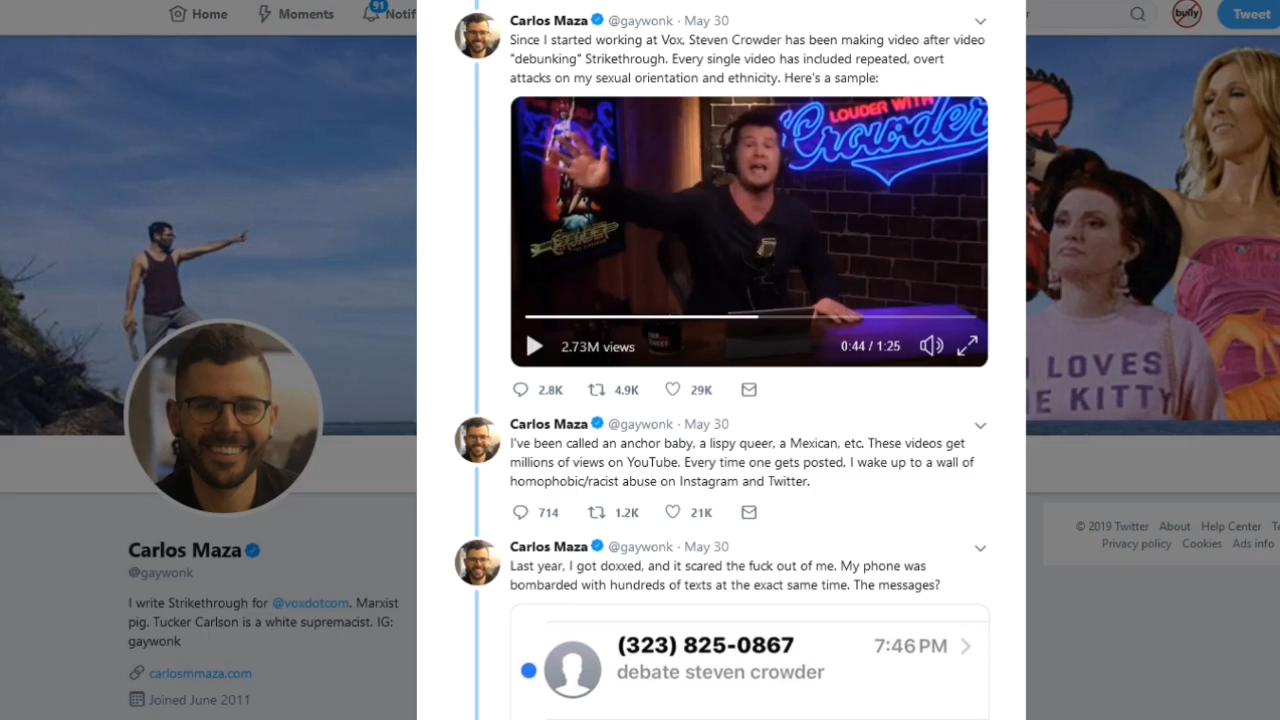 Home
Moments
91
Notif
bully
Tweet
Carlos Maza @gaywonk · May 30
Since I started working at Vox, Steven Crowder has been making video after video
"debunking" Strikethrough. Every single video has included repeated, overt
attacks on my sexual orientation and ethnicity. Here's a sample:
LOUDER WITH
Crowder
2.73M views
0:44 / 1:25
2.8K
4.9K
29K
Carlos Maza @gaywonk · May 30
I've been called an anchor baby, a lispy queer, a Mexican, etc. These videos get
millions of views on YouTube. Every time one gets posted, I wake up to a wall of
homophobic/racist abuse on Instagram and Twitter.
714
1.2K
21K
Carlos Maza @gaywonk · May 30
Last year, I got doxxed, and it scared the fuck out of me. My phone was
bombarded with hundreds of texts at the exact same time. The messages?
(323) 825-0867
7:46 PM
debate steven crowder
Carlos Maza
@gaywonk
I write Strikethrough for @voxdotcom. Marxist
pig. Tucker Carlson is a white supremacist. IG:
gaywonk
carlosmmaza.com
Joined June 2011
LOVES
KITTY
© 2019 Twitter About Help Center
Privacy policy Cookies Ads info